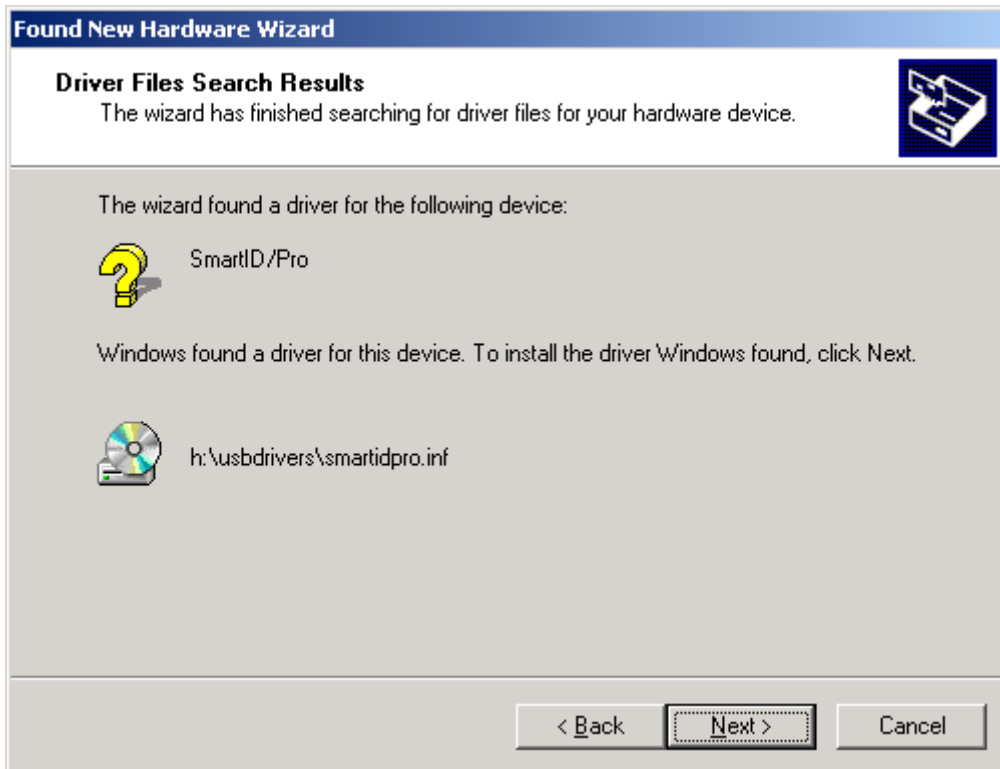 Found New Hardware Wizard
Driver Files Search Results
The wizard has finished searching for driver files for your hardware device.
The wizard found a driver for the following device:
SmartID/Pro
Windows found a driver for this device. To install the driver Windows found, click Next.
h:\usbdrivers\smartidpro.inf
< Back Next > Cancel